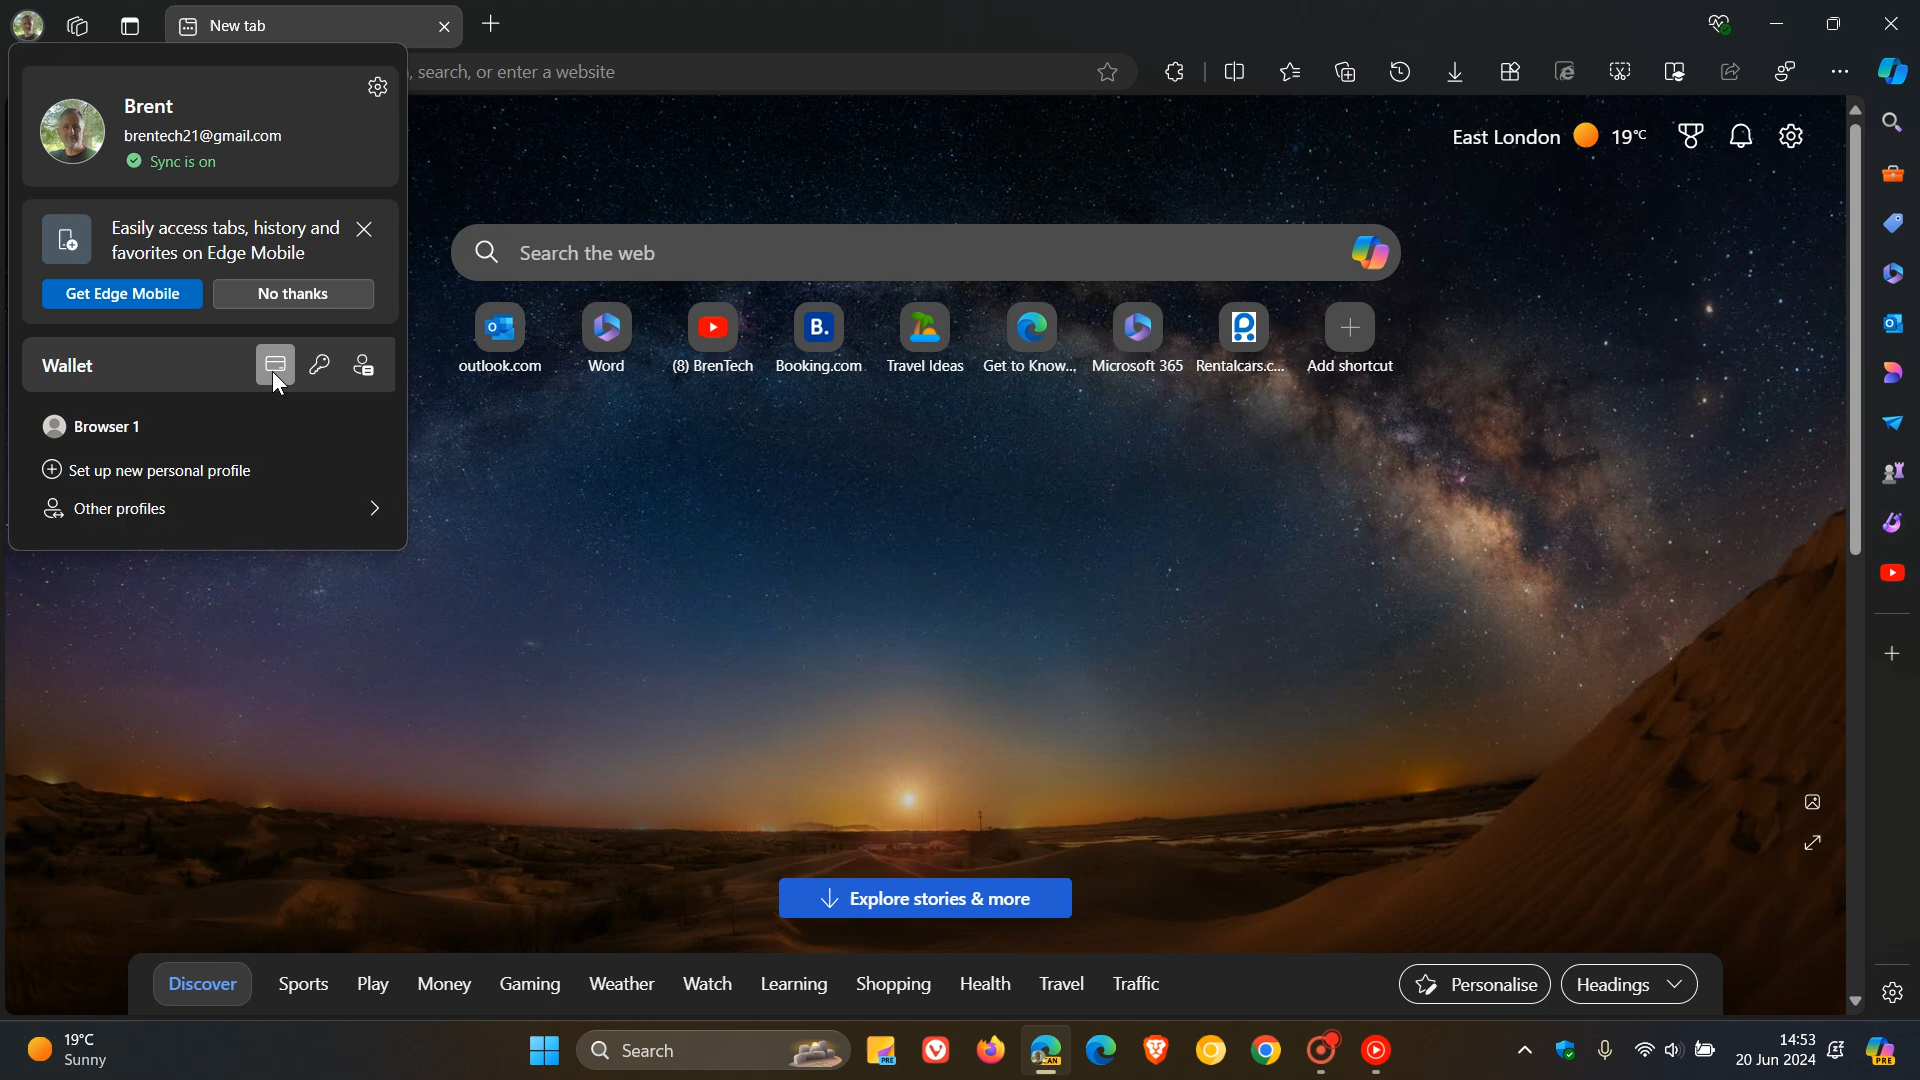 New tab
, search, or enter a website
Brent
brentech21@gmail.com
Sync is on
Easily access tabs, history and
favorites on Edge Mobile
Get Edge Mobile
No thanks
Wallet
Browser 1
Set up new personal profile
Other profiles
East London
19°C
Search the web
outlook.com
Word
(8) BrenTech
B.
Booking.com
Travel Ideas
Get to Know...
Microsoft 365
Rentalcars.c...
Add shortcut
Explore stories & more
Discover
Sports
Play
Money
Gaming
Weather
Watch
Learning
Shopping
Health
Travel
Traffic
Personalise
Headings
19°C
Sunny
Search
PRE
CAN
14:53
20 Jun 2024
PRE